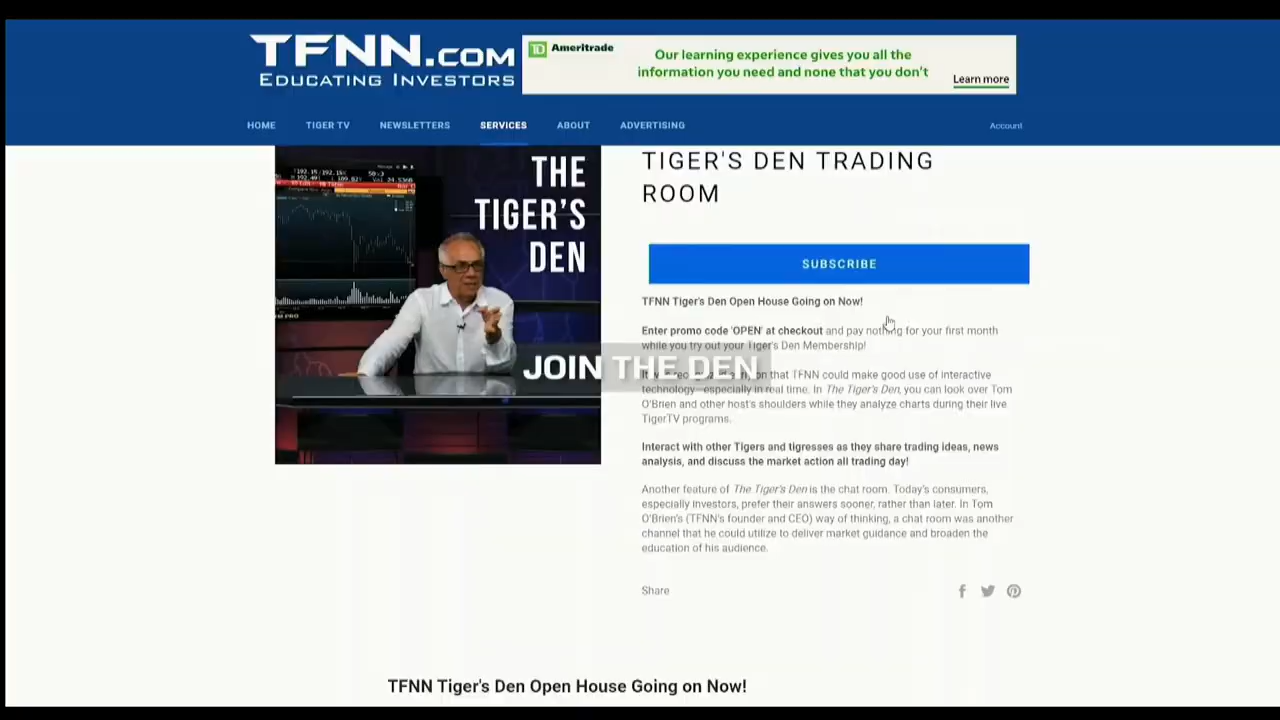 TFNN.COM
EDUCATING INVESTORS
TD Ameritrade
Our learning experience gives you all the
information you need and none that you don't
Learn more
HOME TIGER TV NEWSLETTERS SERVICES ABOUT ADVERTISING Account
THE
TIGER'S
DEN
TIGER'S DEN TRADING
ROOM
SUBSCRIBE
TFNN Tiger's Den Open House Going on Now!
Enter promo code 'OPEN' at checkout and pay nothing for your first month
while you try out your Tiger's Den Membership!
JOIN THE DEN
that TFNN could make good use of interactive
technology—especially in real time. In The Tiger's Den, you can look over Tom
O'Brien and other host's shoulders while they analyze charts during their live
TigerTV programs.
Interact with other Tigers and tigresses as they share trading ideas, news
analysis, and discuss the market action all trading day!
Another feature of The Tiger's Den is the chat room. Today's consumers,
especially investors, prefer their answers sooner, rather than later. In Tom
O'Brien's (TFNN's founder and CEO) way of thinking, a chat room was another
channel that he could utilize to deliver market guidance and broaden the
education of his audience.
Share
TFNN Tiger's Den Open House Going on Now!